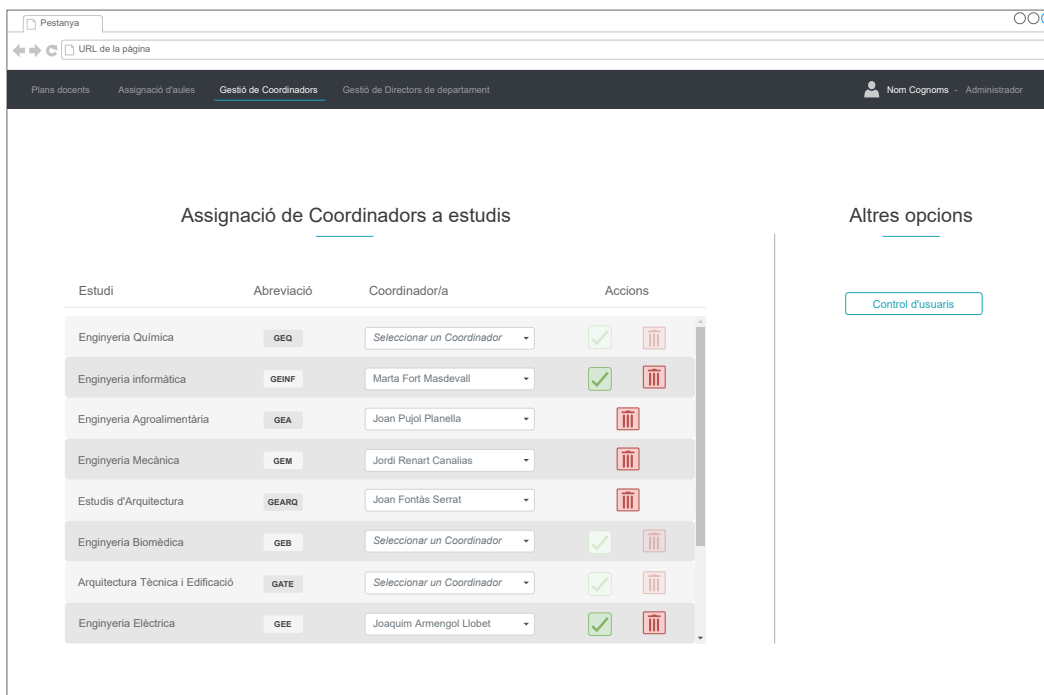 Pestanya
URL de la pàgina
Plans docents Assignació d'aules Gestió de Coordinadors Gestió de Directors de departament Nom Cognoms - Administrador
Assignació de Coordinadors a estudis
Altres opcions
Estudi Abreviació Coordinador/a Accions
Control d'usuaris
Enginyeria Química GEQ Seleccionar un Coordinador
Enginyeria informàtica GEINF Marta Fort Masdevall
Enginyeria Agroalimentària GEA Joan Pujol Planella
Enginyeria Mecànica GEM Jordi Renart Canalias
Estudis d'Arquitectura GEARQ Joan Fontàs Serrat
Enginyeria Biomèdica GEB Seleccionar un Coordinador
Arquitectura Tècnica i Edificació GATE Seleccionar un Coordinador
Enginyeria Elèctrica GEE Joaquim Armengol Llobet